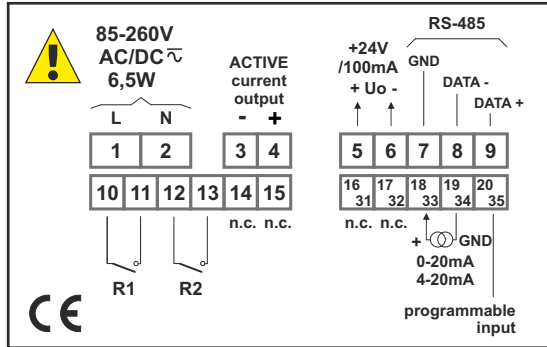 85-260V
AC/DC
6,5W
L N
ACTIVE
current
output
- +
+24V
/100mA
+ Uo -
RS-485
GND
DATA -
DATA +
1 2 3 4 5 6 7 8 9
10 11 12 13 14 15
16 17 18 19 20
31 32 33 34 35
n.c. n.c. n.c. n.c.
R1 R2
+ GND
0-20mA
4-20mA
programmable
input
CE